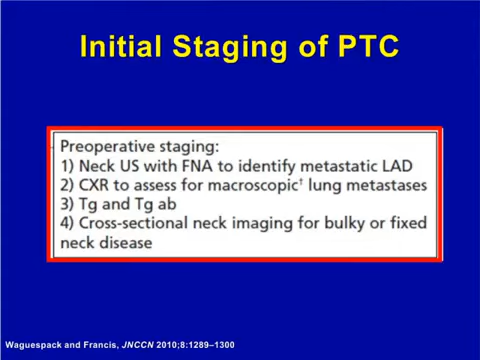 Initial Staging of PTC
Preoperative staging:
1) Neck US with FNA to identify metastatic LAD
2) CXR to assess for macroscopic† lung metastases
3) Tg and Tg ab
4) Cross-sectional neck imaging for bulky or fixed
neck disease
Waguespack and Francis, JNCCN 2010;8:1289–1300